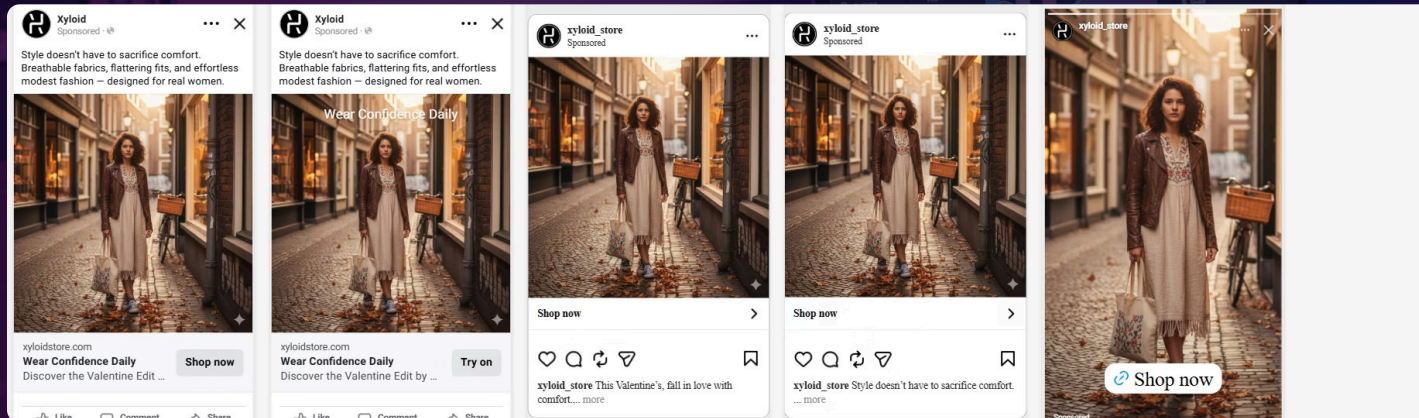 Xyloid
Sponsored ·
Style doesn't have to sacrifice comfort.
Breathable fabrics, flattering fits, and effortless
modest fashion — designed for real women.
xyloidstore.com
Wear Confidence Daily
Discover the Valentine Edit ...
Shop now
Like
Comment
Share
Xyloid
Sponsored ·
Style doesn't have to sacrifice comfort.
Breathable fabrics, flattering fits, and effortless
modest fashion — designed for real women.
Wear Confidence Daily
xyloidstore.com
Wear Confidence Daily
Discover the Valentine Edit by ...
Try on
Like
Comment
Share
xyloid_store
Sponsored
Shop now
xyloid_store This Valentine's, fall in love with
comfort.... more
xyloid_store
Sponsored
Shop now
xyloid_store Style doesn't have to sacrifice comfort.
... more
xyloid_store
Shop now
Sponsored